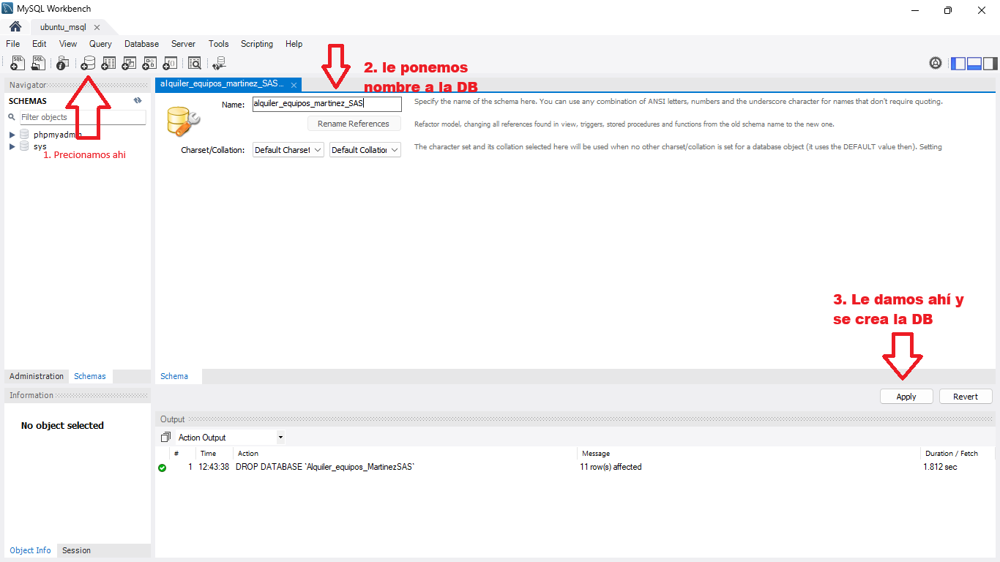 MySQL Workbench
ubuntu_msql
File Edit View Query Database Server Tools Scripting Help
2. le ponemos
nombre a la DB
Navigator
SCHEMAS
Filter objects
phpmyadmin
sys
1. Precionamos ahi
alquiler_equipos_martinez_SAS...
Name: alquiler_equipos_martinez_SAS
Specify the name of the schema here. You can use any combination of ANSI letters, numbers and the underscore character for names that don't require quoting.
Rename References
Refactor model, changing all references found in view, triggers, stored procedures and functions from the old schema name to the new one.
Charset/Collation: Default Charset Default Collation
The character set and its collation selected here will be used when no other charset/collation is set for a database object (it uses the DEFAULT value then). Setting
3. Le damos ahí y
se crea la DB
Administration Schemas
Schema
Apply Revert
Information
No object selected
Output
Action Output
# Time Action Message Duration / Fetch
1 12:43:38 DROP DATABASE `Alquiler_equipos_MartinezSAS` 11 row(s) affected 1.812 sec
Object Info Session